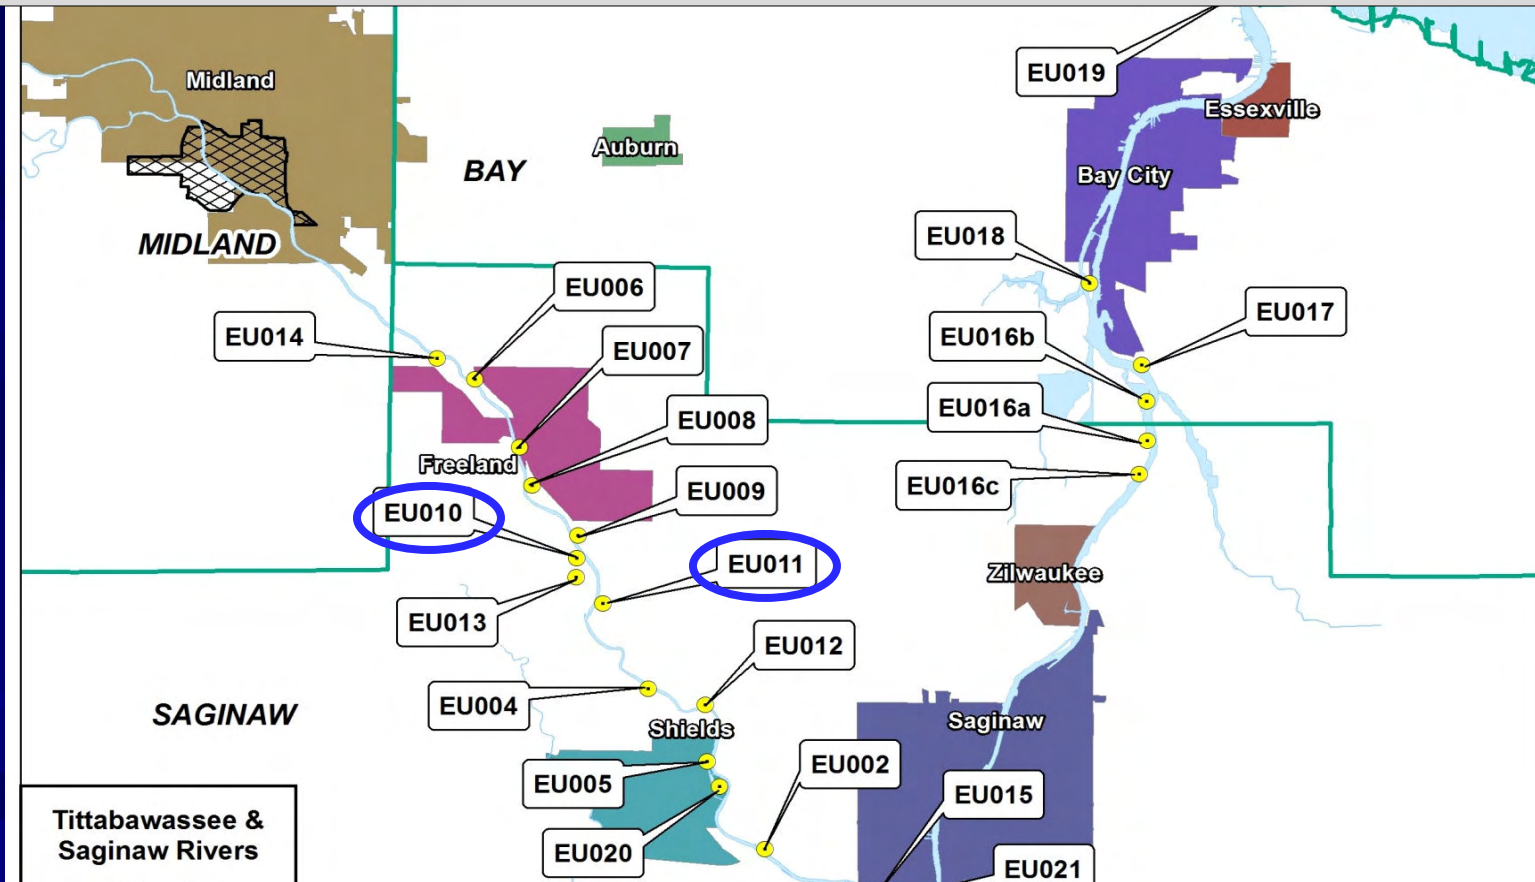 EU019
Midland
Essexville
Auburn
BAY
Bay City
EU018
MIDLAND
EU006
EU017
EU014
EU016b
EU007
EU016a
EU008
Freeland
EU016c
EU009
EU010
EU011
Zilwaukee
EU013
EU012
EU004
SAGINAW
Saginaw
Shields
EU002
EU005
EU015
Tittabawassee &
Saginaw Rivers
EU020
EU021